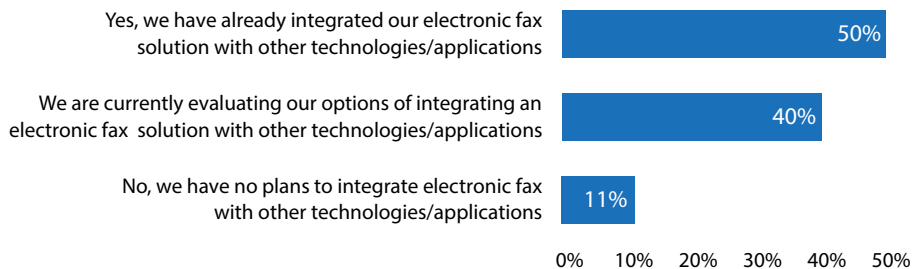 Yes, we have already integrated our electronic fax
solution with other technologies/applications
50%
We are currently evaluating our options of integrating an
electronic fax solution with other technologies/applications
40%
No, we have no plans to integrate electronic fax
with other technologies/applications
11%
0% 10% 20% 30% 40% 50%